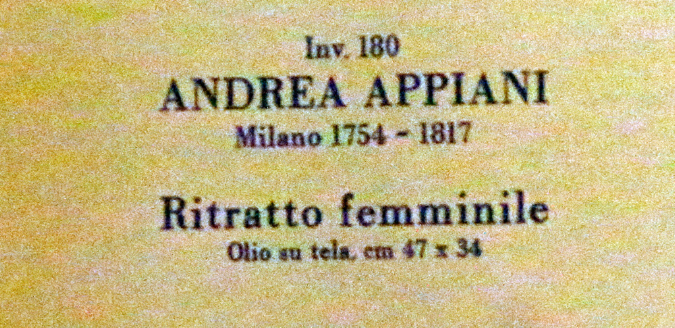 Inv. 180
ANDREA APPIANI
Milano 1754 - 1817
Ritratto femminile
Olio su tela, cm 47 x 34